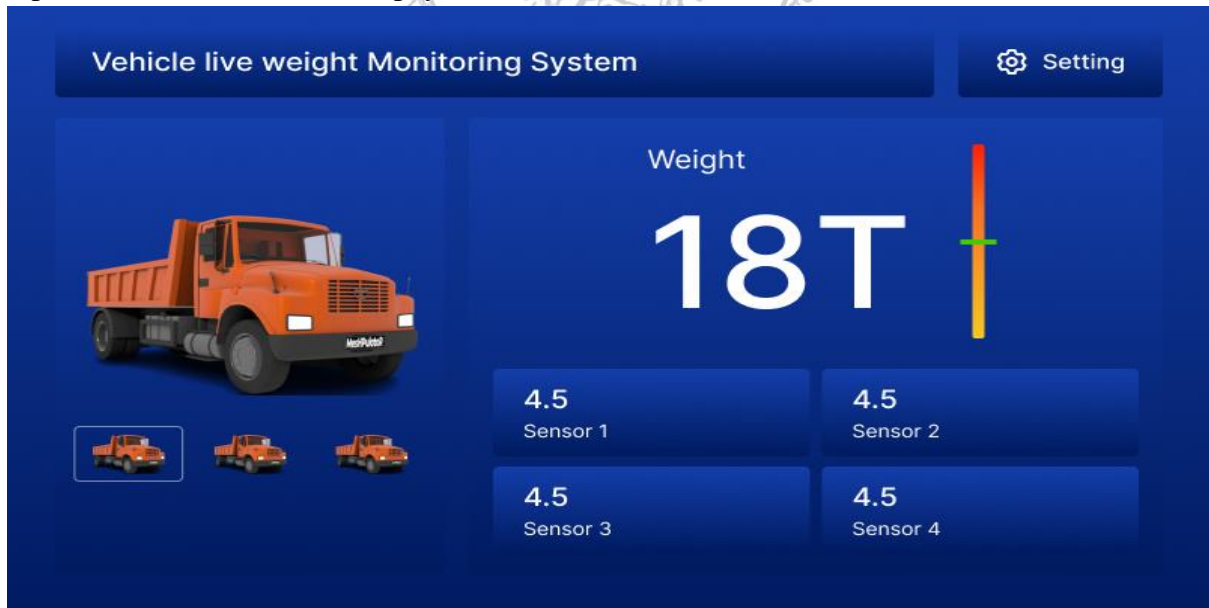 Vehicle live weight Monitoring System
Setting
Weight
18T
4.5
Sensor 1
4.5
Sensor 2
4.5
Sensor 3
4.5
Sensor 4